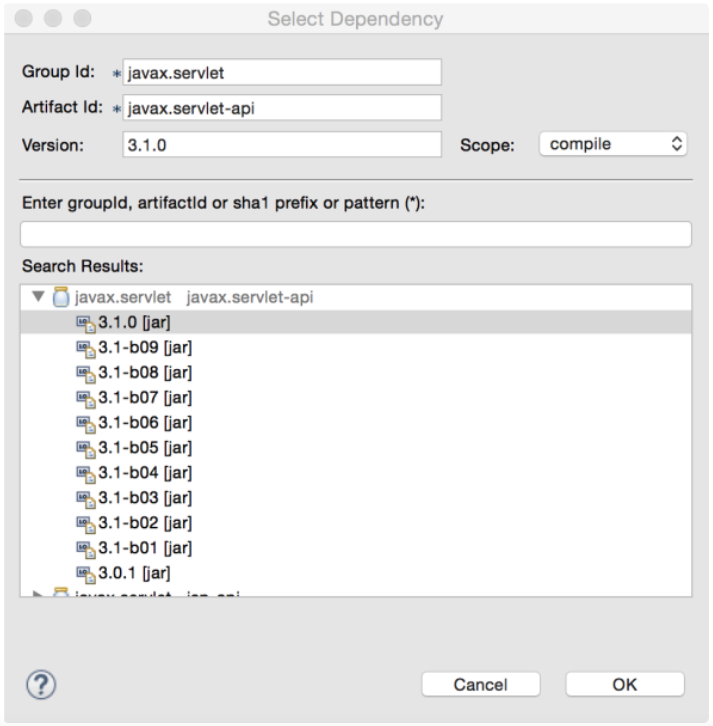 Select Dependency
Group Id: * javax.servlet
Artifact Id: * javax.servlet-api
Version: 3.1.0 Scope: compile
Enter groupId, artifactId or sha1 prefix or pattern (*):
Search Results:
javax.servlet javax.servlet-api
3.1.0 [jar]
3.1-b09 [jar]
3.1-b08 [jar]
3.1-b07 [jar]
3.1-b06 [jar]
3.1-b05 [jar]
3.1-b04 [jar]
3.1-b03 [jar]
3.1-b02 [jar]
3.1-b01 [jar]
3.0.1 [jar]
javax.servlet jsp-api
? Cancel OK